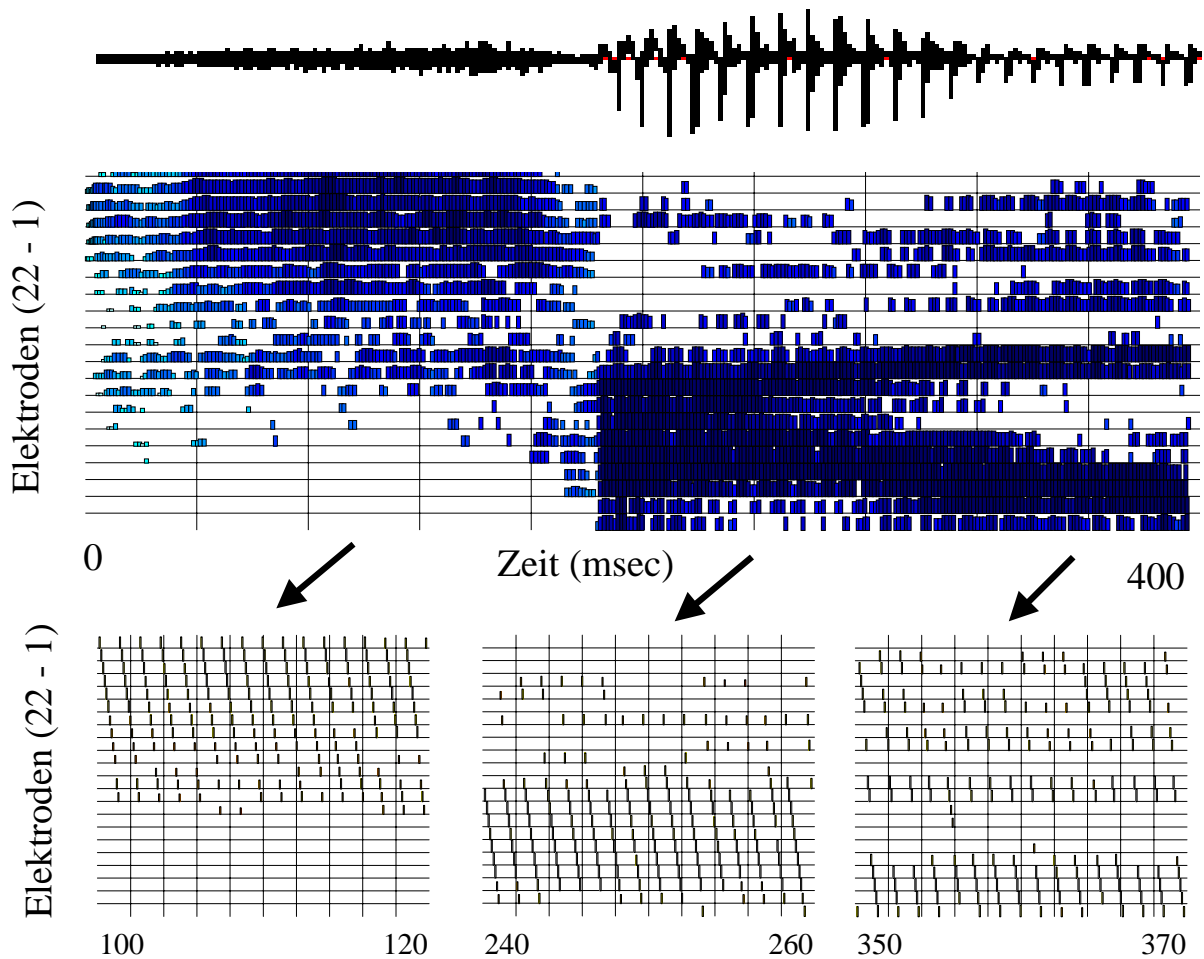 Elektroden (22 - 1)
0
Zeit (msec)
400
Elektroden (22 - 1)
100
120
240
260
350
370